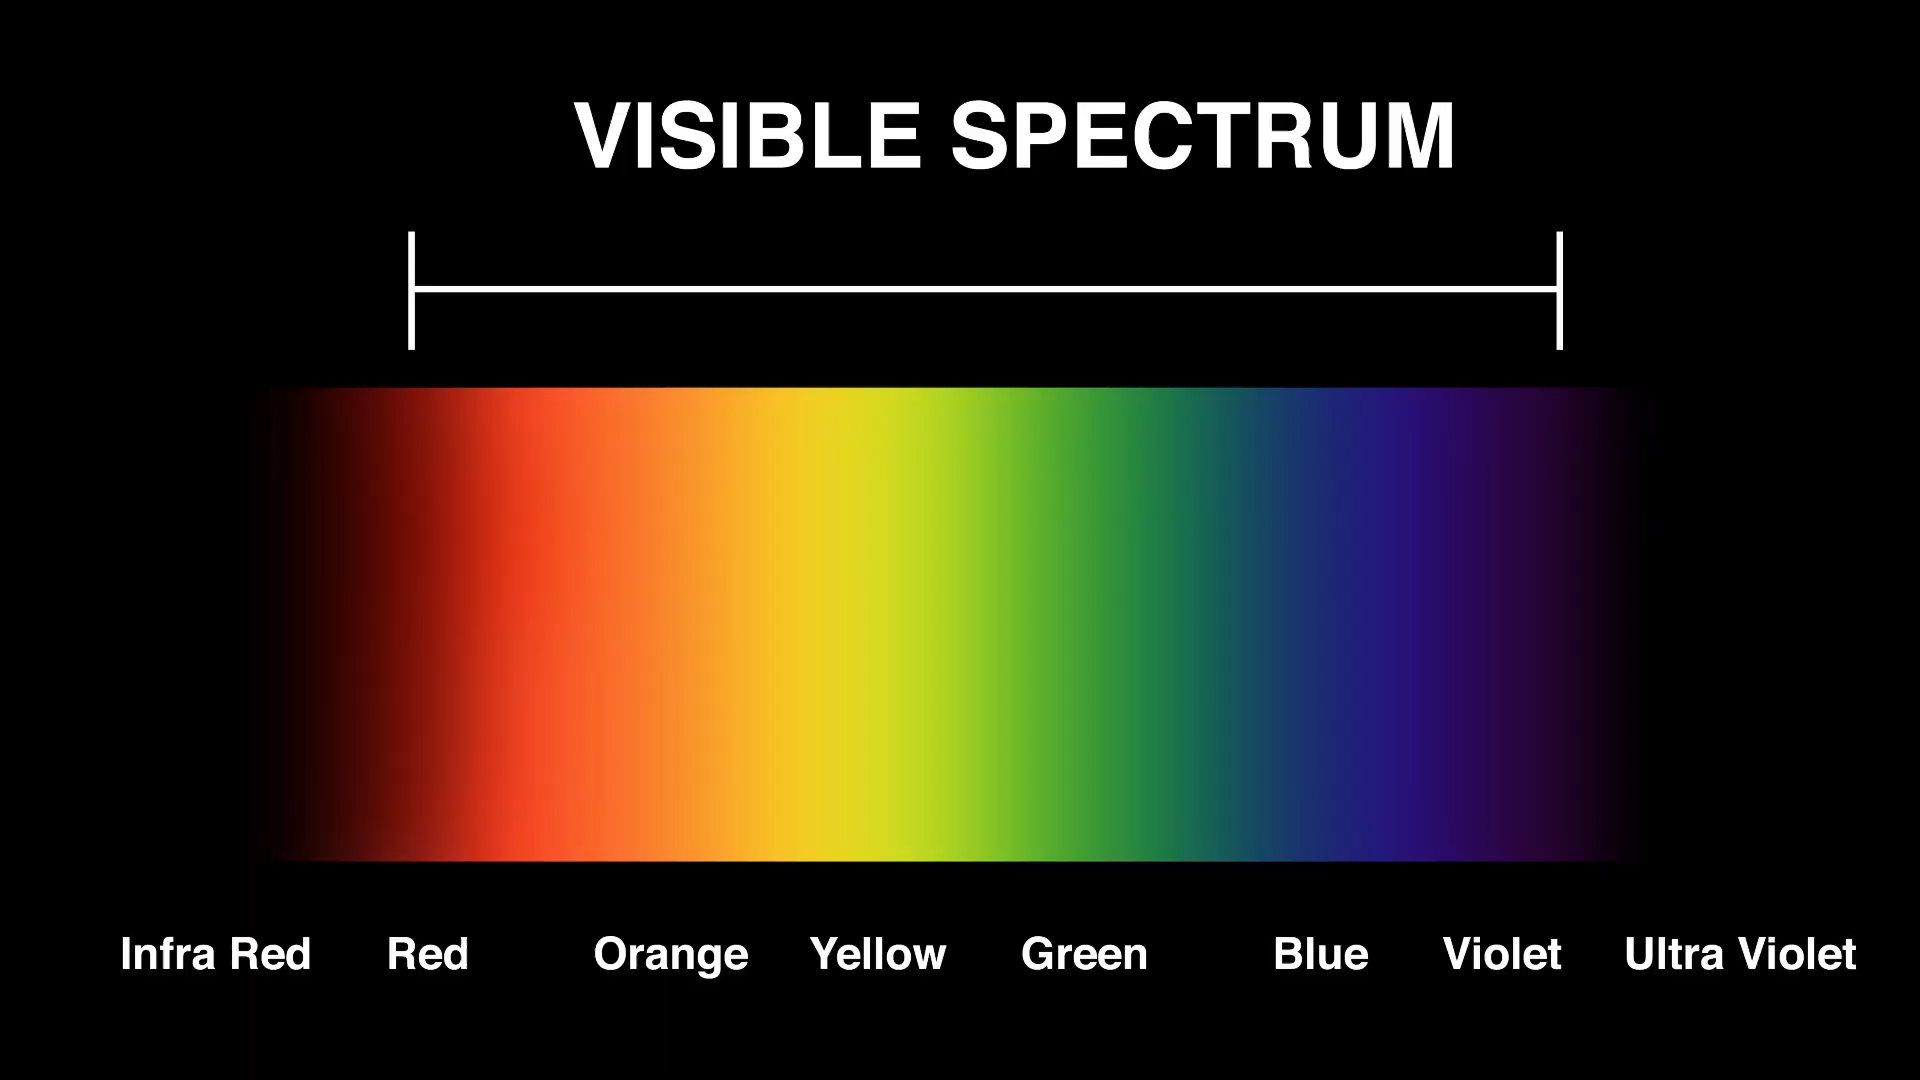 VISIBLE SPECTRUM
Infra Red Red Orange Yellow Green Blue Violet Ultra Violet